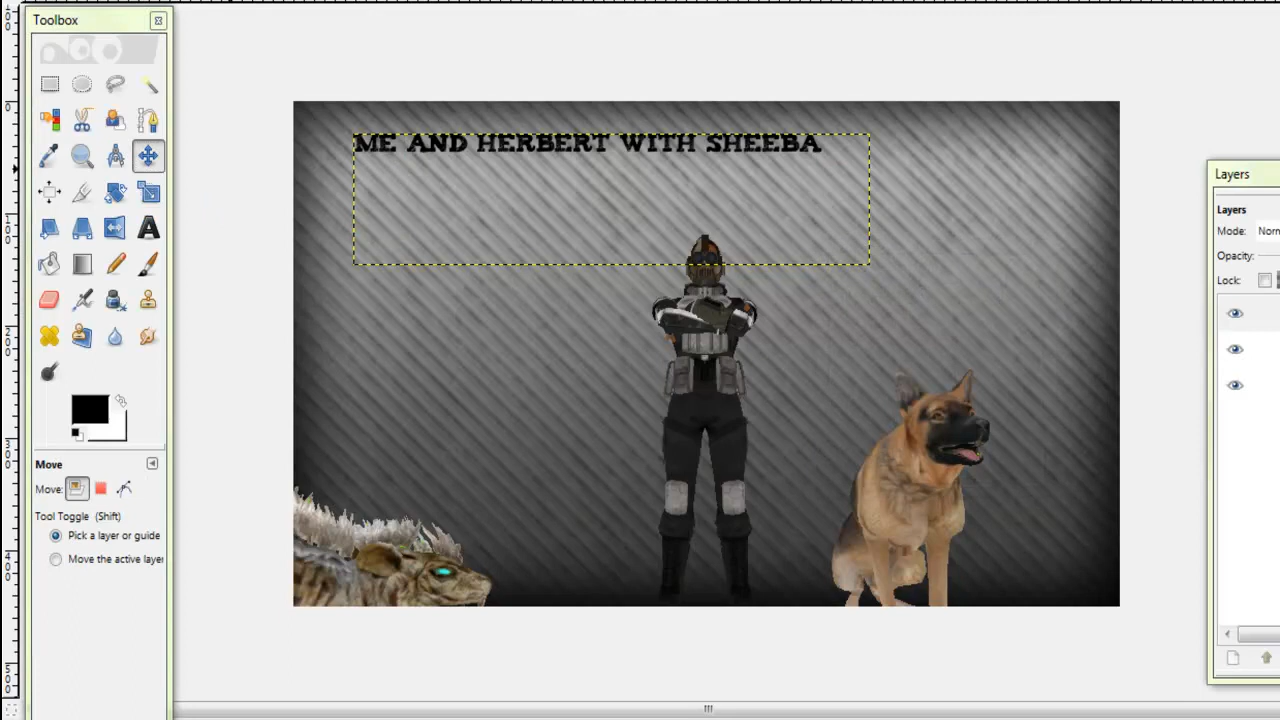 Toolbox
ME AND HERBERT WITH SHEEBA
Move
Move:
Tool Toggle (Shift)
Pick a layer or guide
Move the active layer
Layers
Layers
Mode: Norn
Opacity:
Lock: